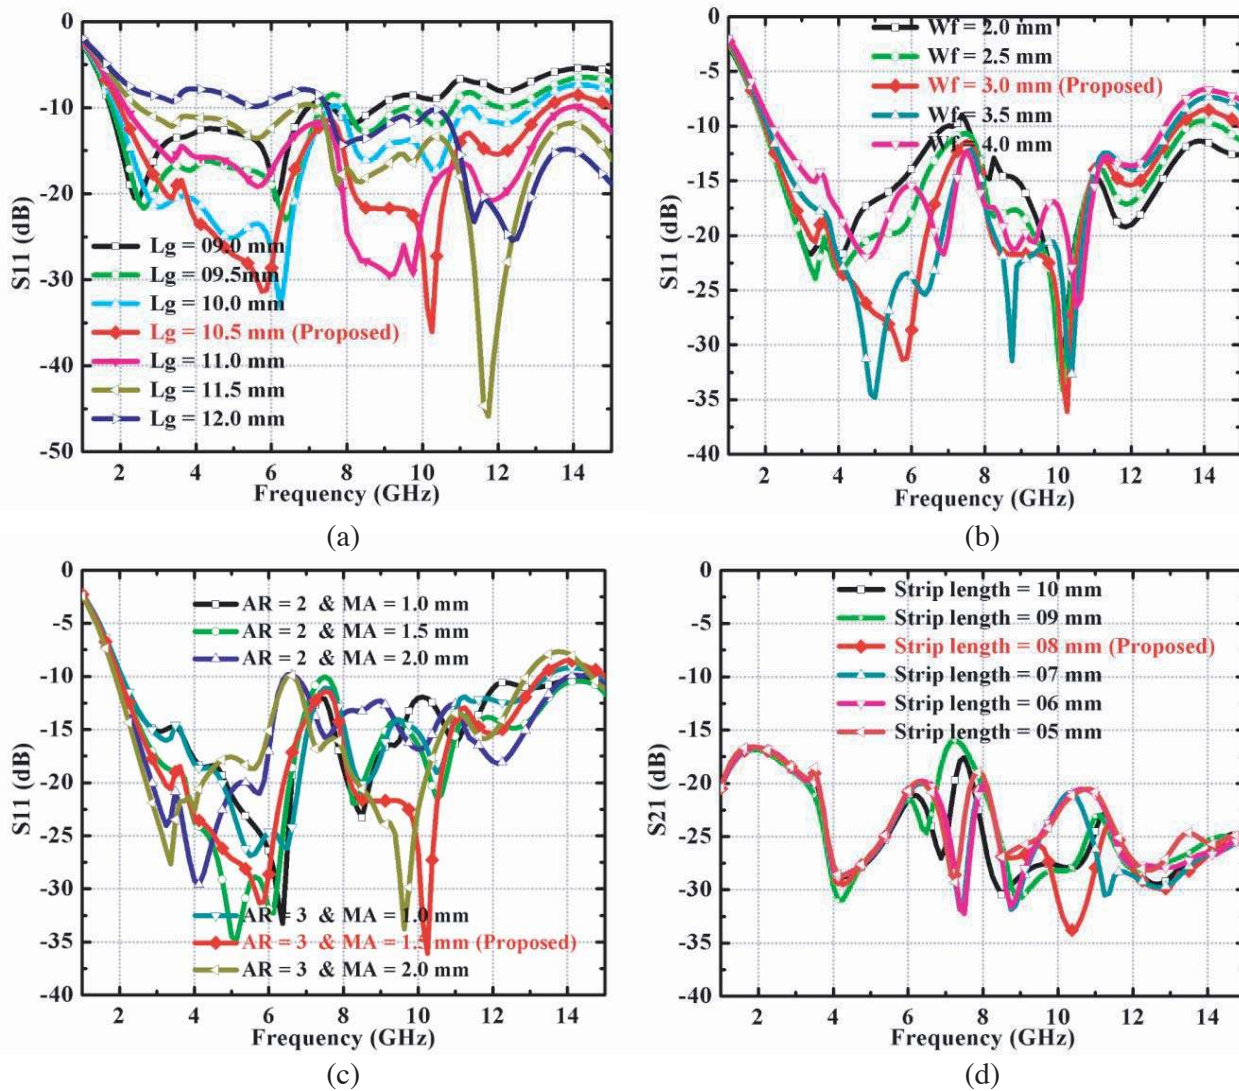 0
-10
-20
-30
-40
-50
S11 (dB)
Lg = 09.0 mm
Lg = 09.5mm
Lg = 10.0 mm
Lg = 10.5 mm (Proposed)
Lg = 11.0 mm
Lg = 11.5 mm
Lg = 12.0 mm
2 4 6 8 10 12 14
Frequency (GHz)
(a)
0
-5
-10
-15
-20
-25
-30
-35
-40
S11 (dB)
Wf = 2.0 mm
Wf = 2.5 mm
Wf = 3.0 mm (Proposed)
Wf = 3.5 mm
Wf = 4.0 mm
2 4 6 8 10 12 14
Frequency (GHz)
(b)
0
-5
-10
-15
-20
-25
-30
-35
-40
S11 (dB)
AR = 2 & MA = 1.0 mm
AR = 2 & MA = 1.5 mm
AR = 2 & MA = 2.0 mm
AR = 3 & MA = 1.0 mm
AR = 3 & MA = 1.5 mm (Proposed)
AR = 3 & MA = 2.0 mm
2 4 6 8 10 12 14
Frequency (GHz)
(c)
0
-5
-10
-15
-20
-25
-30
-35
-40
S21 (dB)
Strip length = 10 mm
Strip length = 09 mm
Strip length = 08 mm (Proposed)
Strip length = 07 mm
Strip length = 06 mm
Strip length = 05 mm
2 4 6 8 10 12 14
Frequency (GHz)
(d)